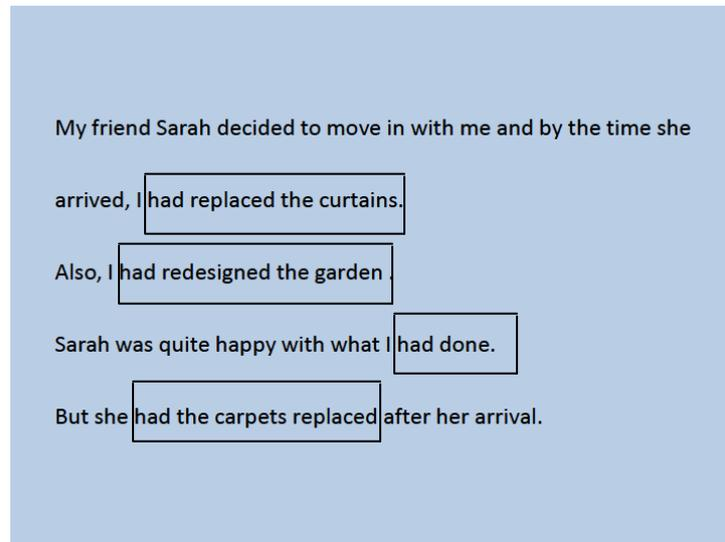 My friend Sarah decided to move in with me and by the time she
arrived, I had replaced the curtains.
Also, I had redesigned the garden .
Sarah was quite happy with what I had done.
But she had the carpets replaced after her arrival.